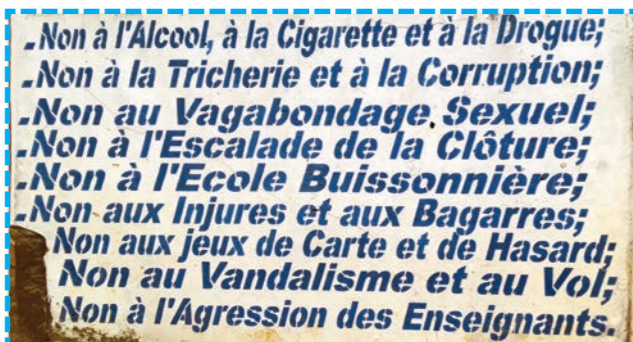 -Non à l'Alcool, à la Cigarette et à la Drogue;
-Non à la Tricherie et à la Corruption;
-Non au Vagabondage Sexuel;
-Non à l'Escalade de la Clôture;
-Non à l'Ecole Buissonnière;
-Non aux Injures et aux Bagarres;
Non aux jeux de Carte et de Hasard;
Non au Vandalisme et au Vol;
Non à l'Agression des Enseignants.